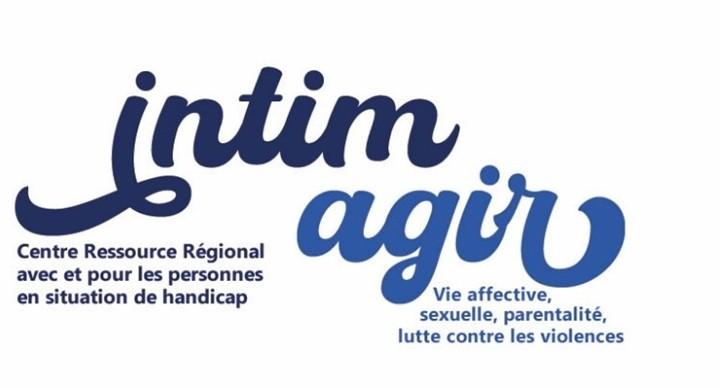 intim
agir
Centre Ressource Régional
avec et pour les personnes
en situation de handicap
Vie affective,
sexuelle, parentalité,
lutte contre les violences